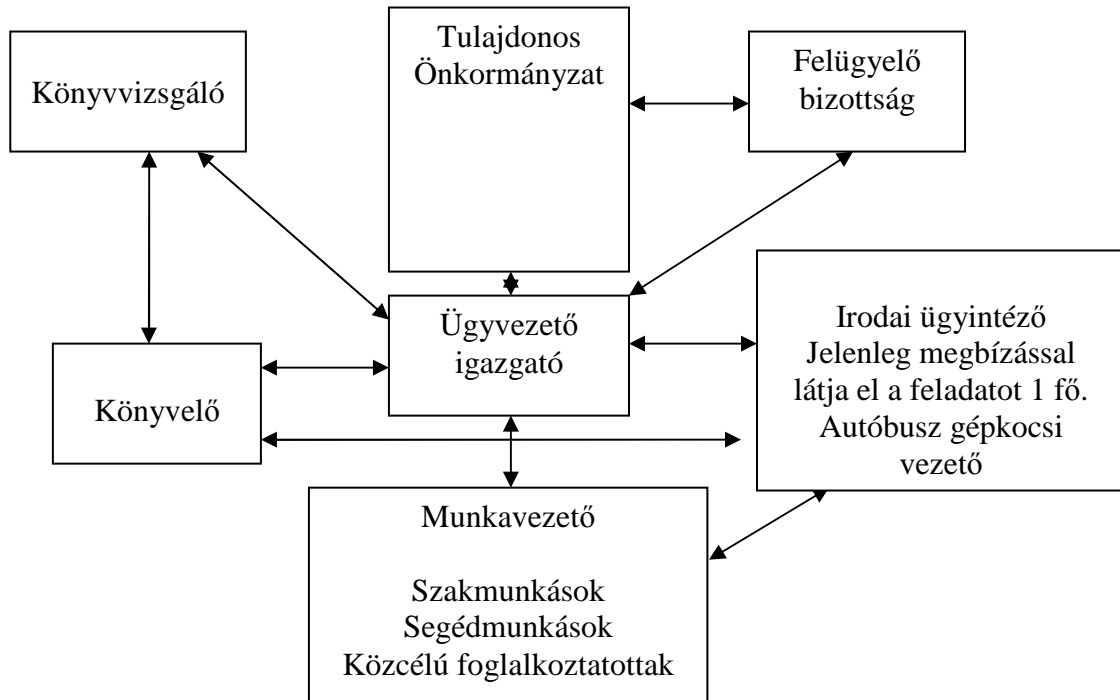 Tulajdonos
Önkormányzat
Könyvvizsgáló
Felügyelő
bizottság
Ügyvezető
igazgató
Irodai ügyintéző
Jelenleg megbízással
látja el a feladatot 1 fő.
Autóbusz gépkocsi
vezető
Könyvelő
Munkavezető
Szakmunkások
Segédmunkások
Közcélú foglalkoztatottak